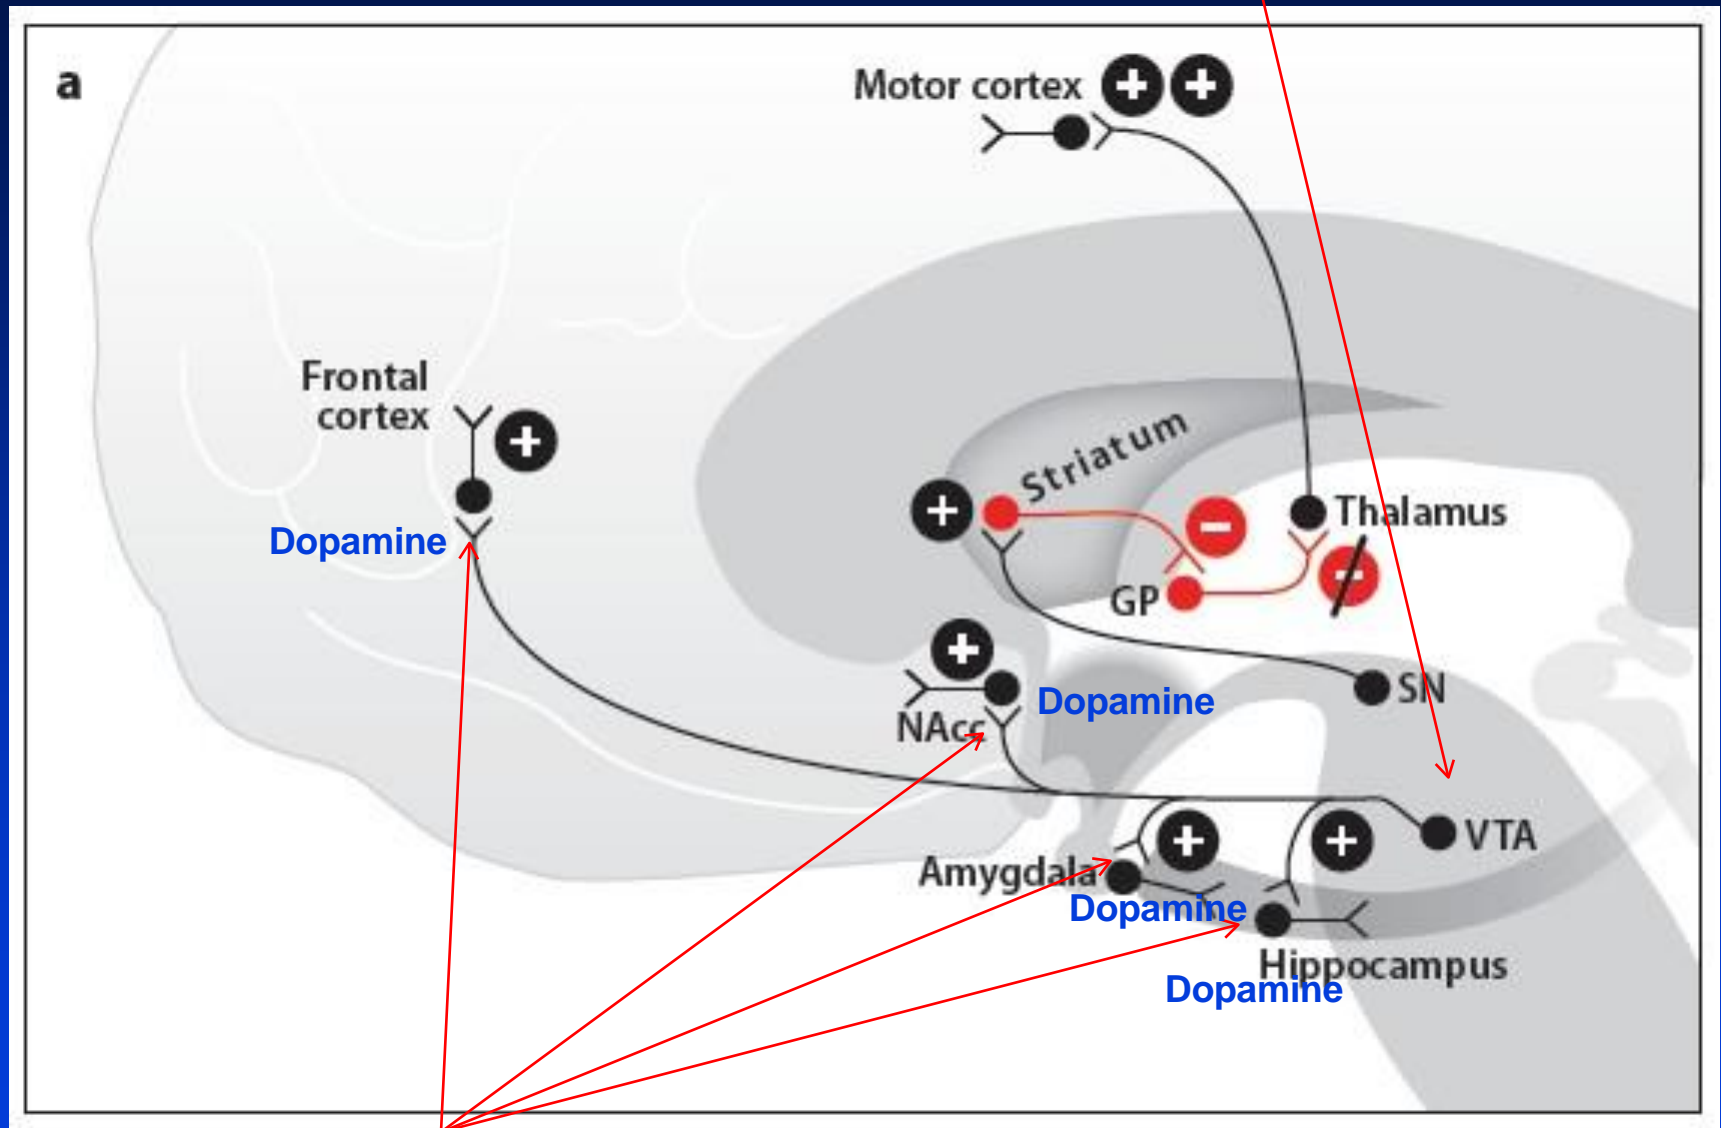 a
Motor cortex + +
Frontal
cortex
+
Dopamine
Striatum
+
−
Thalamus
−
GP
+
SN
Dopamine
NAcc
+
+
VTA
Amygdala
Dopamine
Hippocampus
Dopamine